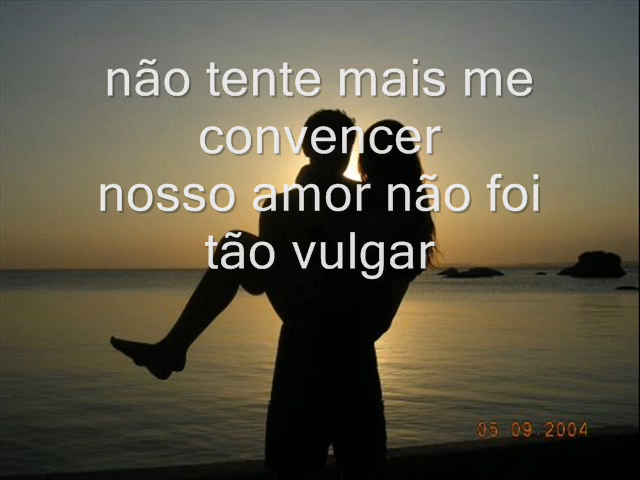 não tente mais me
convencer
nosso amor não foi
tão vulgar
05.09.2004